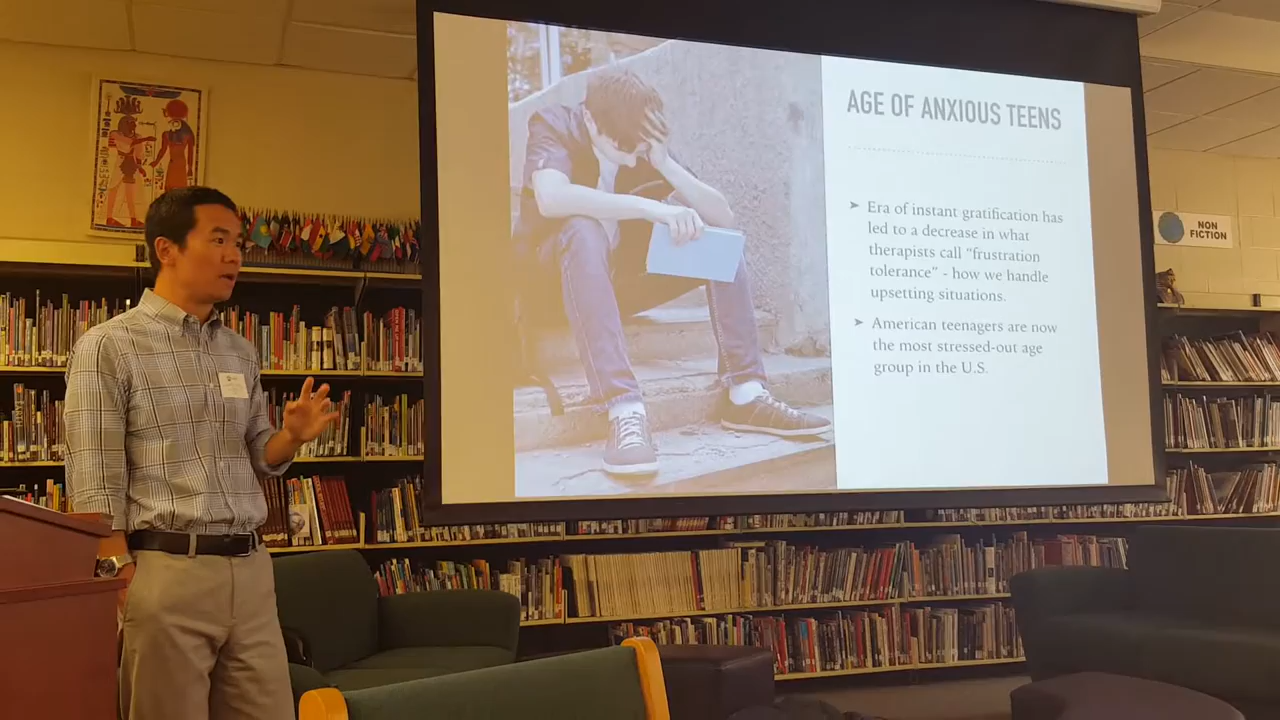 AGE OF ANXIOUS TEENS
➤ Era of instant gratification has
led to a decrease in what
therapists call “frustration
tolerance” - how we handle
upsetting situations.
➤ American teenagers are now
the most stressed-out age
group in the U.S.
NON
FICTION